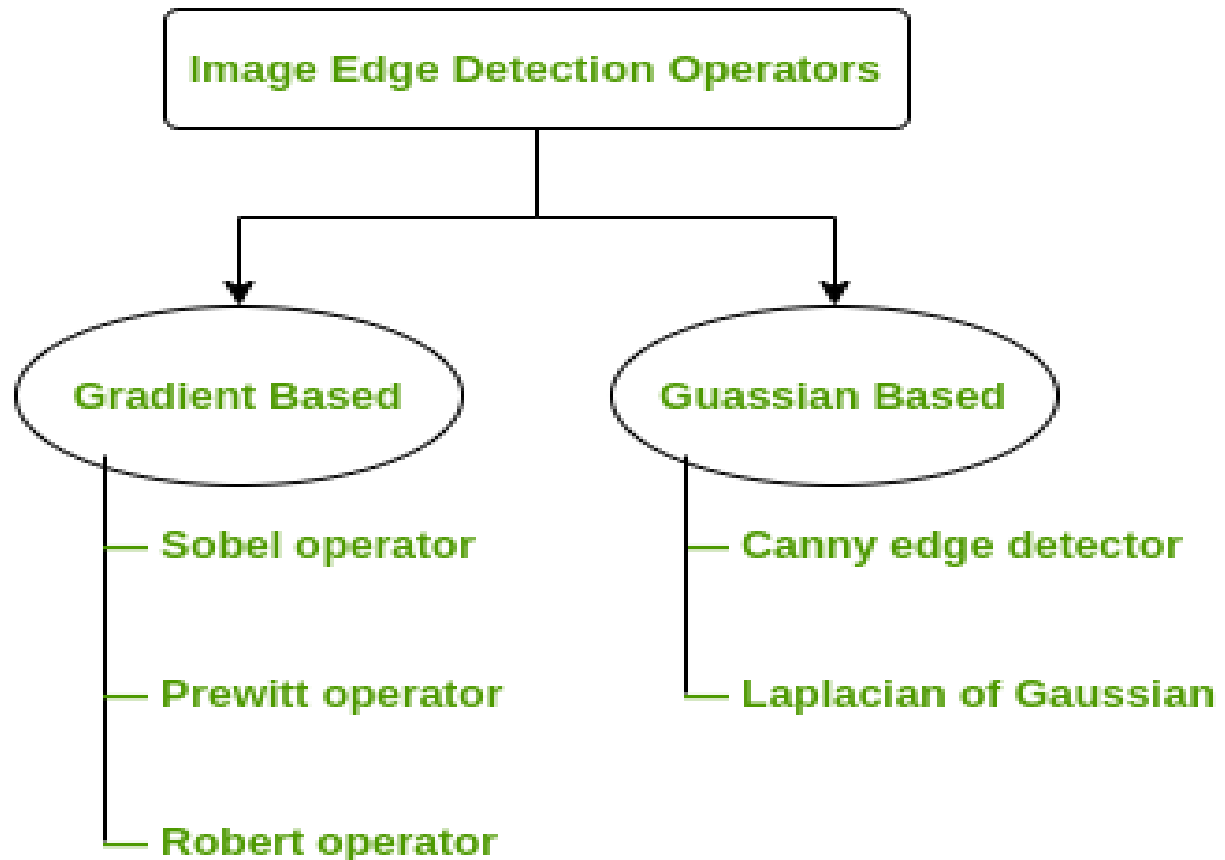 Image Edge Detection Operators
Gradient Based
Sobel operator
Prewitt operator
Robert operator
Guassian Based
Canny edge detector
Laplacian of Gaussian